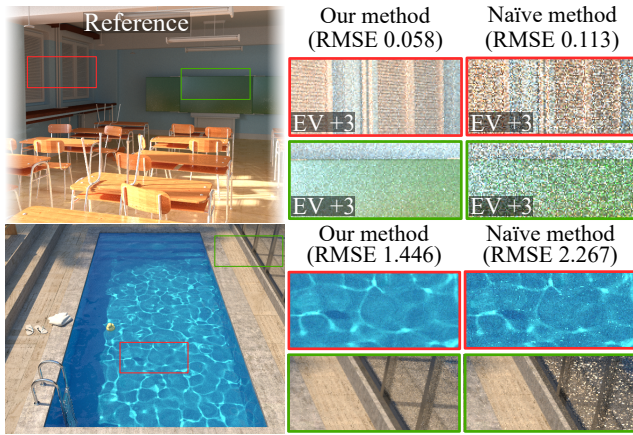 Reference
Our method
(RMSE 0.058)
Naïve method
(RMSE 0.113)
EV +3
EV +3
EV +3
EV +3
Our method
(RMSE 1.446)
Naïve method
(RMSE 2.267)